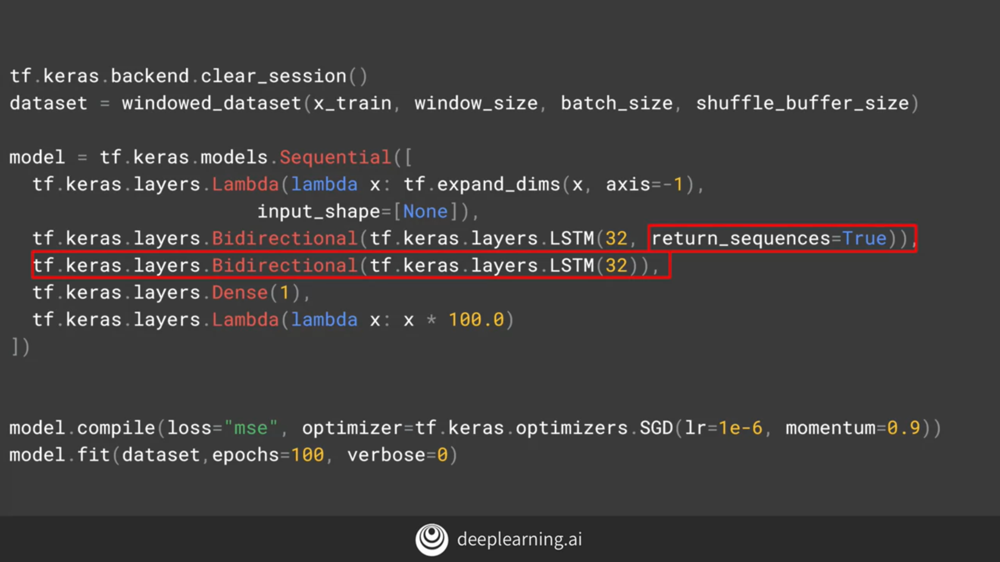 tf.keras.backend.clear_session()
dataset = windowed_dataset(x_train, window_size, batch_size, shuffle_buffer_size)
model = tf.keras.models.Sequential([
  tf.keras.layers.Lambda(lambda x: tf.expand_dims(x, axis=-1),
                      input_shape=[None]),
  tf.keras.layers.Bidirectional(tf.keras.layers.LSTM(32, return_sequences=True)),
  tf.keras.layers.Bidirectional(tf.keras.layers.LSTM(32)),
  tf.keras.layers.Dense(1),
  tf.keras.layers.Lambda(lambda x: x * 100.0)
])
model.compile(loss="mse", optimizer=tf.keras.optimizers.SGD(lr=1e-6, momentum=0.9))
model.fit(dataset,epochs=100, verbose=0)
deeplearning.ai